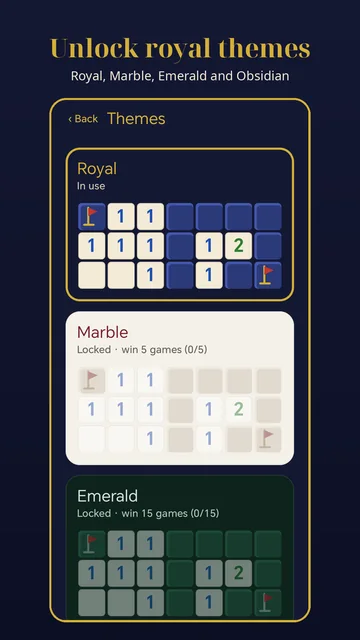 Unlock royal themes
Royal, Marble, Emerald and Obsidian
‹ Back Themes
Royal
In use
1 1
1 1 1 1 2
1 1
Marble
Locked · win 5 games (0/5)
1 1
1 1 1 1 2
1 1
Emerald
Locked · win 15 games (0/15)
1 1
1 1 1 1 2
1 1